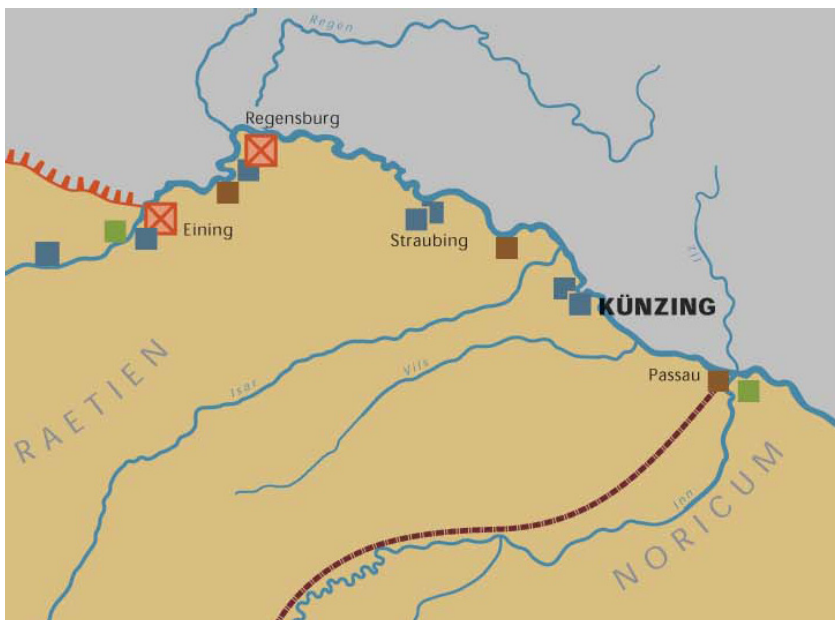 Regen
Regensburg
Eining
Straubing
Ilz
KÜNZING
RAETIEN
Isar
Vils
Passau
Inn
NORICUM